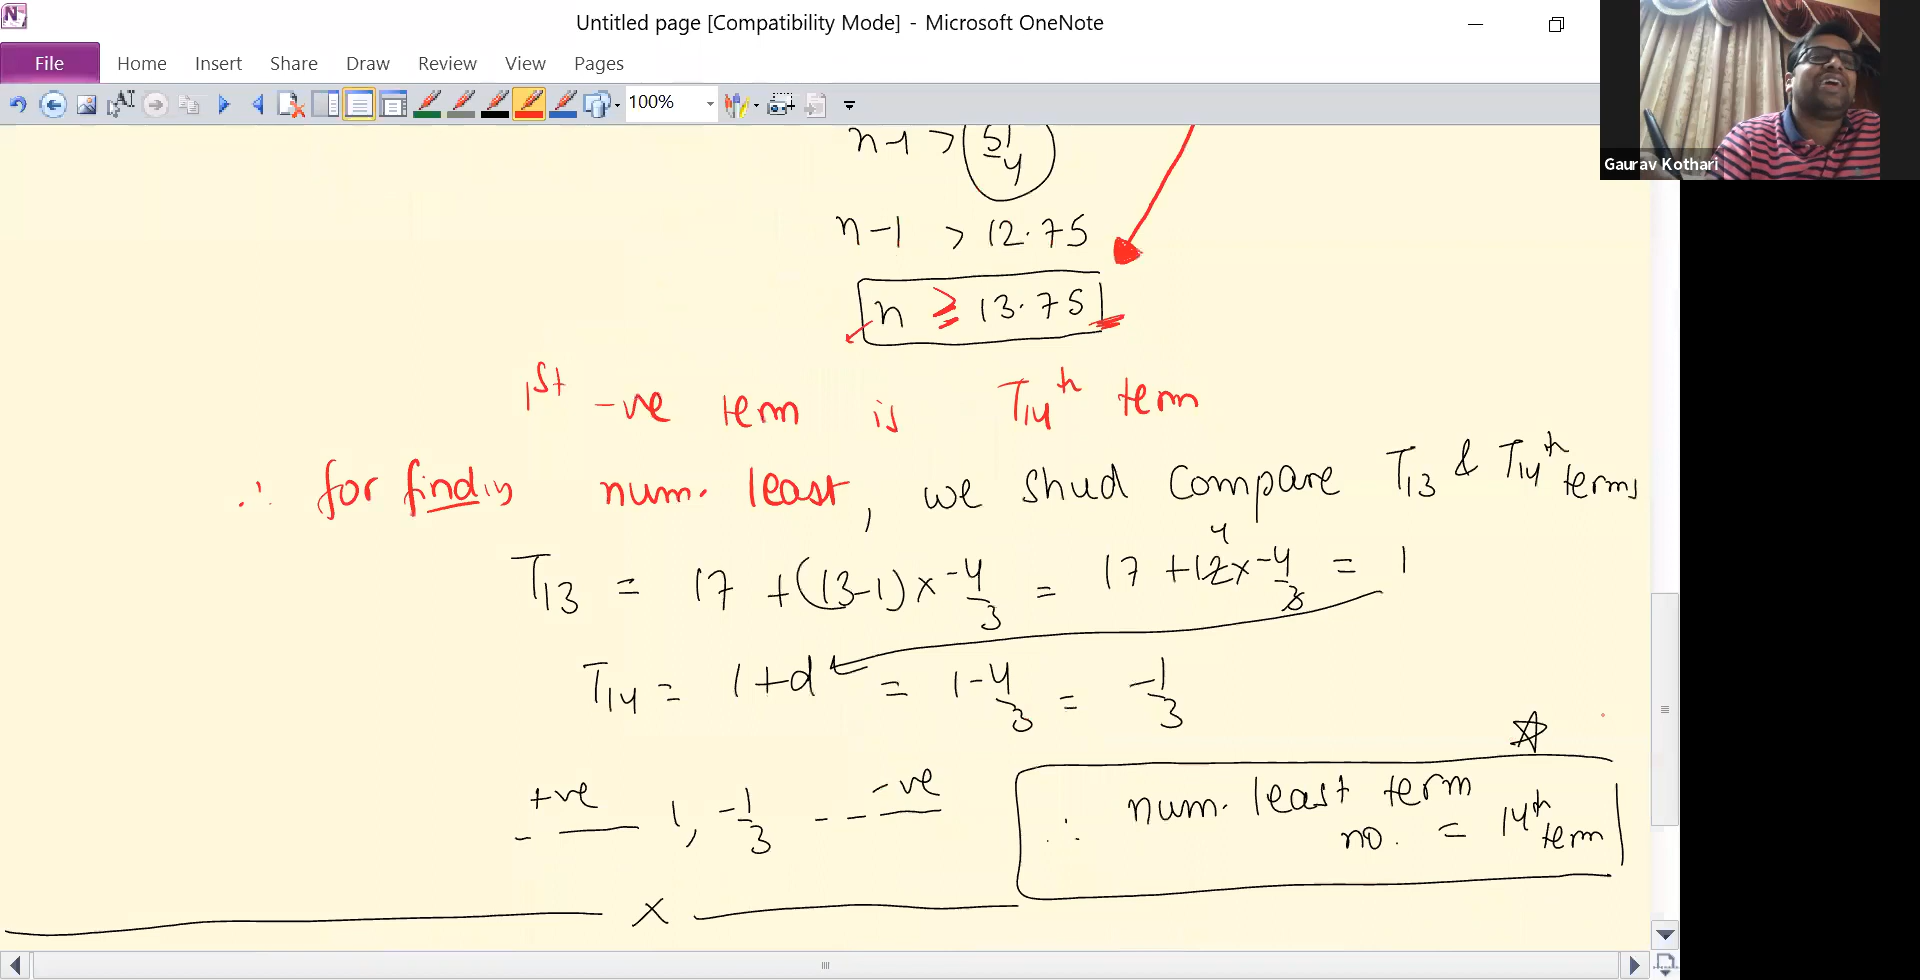 Untitled page [Compatibility Mode] - Microsoft OneNote
File Home Insert Share Draw Review View Pages
100%
Gaurav Kothari
n-1 > 51/4
n-1 > 12.75
n ≥ 13.75
1st -ve term is T14th term
∴ for findin num. least, we shud compare T13 & T14th terms
T13 = 17 + (13-1) x -4/3 = 17 + 12 x -4/3 = 1
4
T14 = 1+d = 1 - 4/3 = -1/3
+ve 1, -1/3 - - -ve
∴ num. least term
no. = 14th term
x